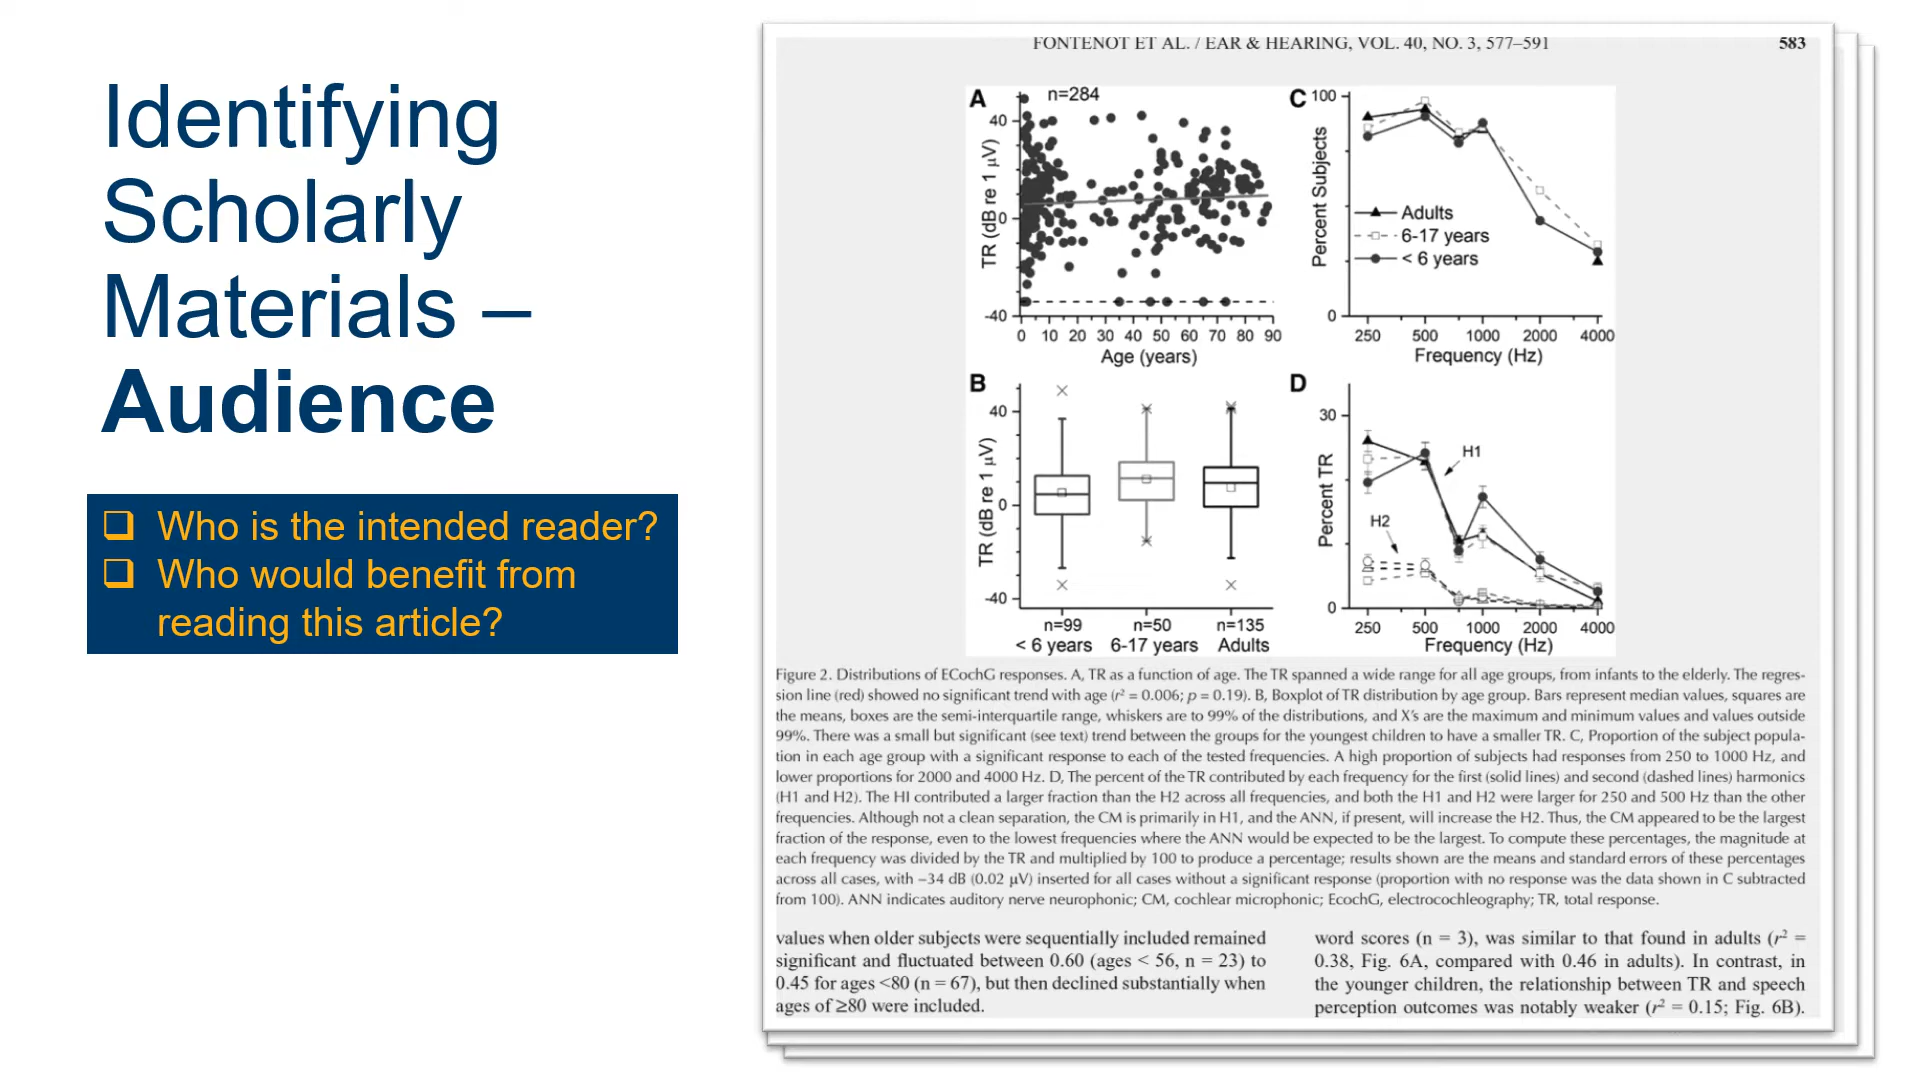 Identifying
Scholarly
Materials –
Audience
❑ Who is the intended reader?
❑ Who would benefit from
reading this article?
FONTENOT ET AL. / EAR & HEARING, VOL. 40, NO. 3, 577–591
583
A
n=284
40
0
-40
TR (dB re 1 µV)
0 10 20 30 40 50 60 70 80 90
Age (years)
C
100
0
Percent Subjects
Adults
6-17 years
< 6 years
250 500 1000 2000 4000
Frequency (Hz)
B
40
0
-40
TR (dB re 1 µV)
n=99 n=50 n=135
< 6 years 6-17 years Adults
D
30
0
Percent TR
H1
H2
250 500 1000 2000 4000
Frequency (Hz)
Figure 2. Distributions of ECochG responses. A, TR as a function of age. The TR spanned a wide range for all age groups, from infants to the elderly. The regres-
sion line (red) showed no significant trend with age (r² = 0.006; p = 0.19). B, Boxplot of TR distribution by age group. Bars represent median values, squares are
the means, boxes are the semi-interquartile range, whiskers are to 99% of the distributions, and X's are the maximum and minimum values and values outside
99%. There was a small but significant (see text) trend between the groups for the youngest children to have a smaller TR. C, Proportion of the subject popula-
tion in each age group with a significant response to each of the tested frequencies. A high proportion of subjects had responses from 250 to 1000 Hz, and
lower proportions for 2000 and 4000 Hz. D, The percent of the TR contributed by each frequency for the first (solid lines) and second (dashed lines) harmonics
(H1 and H2). The HI contributed a larger fraction than the H2 across all frequencies, and both the H1 and H2 were larger for 250 and 500 Hz than the other
frequencies. Although not a clean separation, the CM is primarily in H1, and the ANN, if present, will increase the H2. Thus, the CM appeared to be the largest
fraction of the response, even to the lowest frequencies where the ANN would be expected to be the largest. To compute these percentages, the magnitude at
each frequency was divided by the TR and multiplied by 100 to produce a percentage; results shown are the means and standard errors of these percentages
across all cases, with −34 dB (0.02 µV) inserted for all cases without a significant response (proportion with no response was the data shown in C subtracted
from 100). ANN indicates auditory nerve neurophonic; CM, cochlear microphonic; EcochG, electrocochleography; TR, total response.
values when older subjects were sequentially included remained
significant and fluctuated between 0.60 (ages < 56, n = 23) to
0.45 for ages <80 (n = 67), but then declined substantially when
ages of ≥80 were included.
word scores (n = 3), was similar to that found in adults (r² =
0.38, Fig. 6A, compared with 0.46 in adults). In contrast, in
the younger children, the relationship between TR and speech
perception outcomes was notably weaker (r² = 0.15; Fig. 6B).